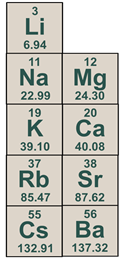 3
Li
6.94
11 12
Na Mg
22.99 24.30
19 20
K Ca
39.10 40.08
37 38
Rb Sr
85.47 87.62
55 56
Cs Ba
132.91 137.32